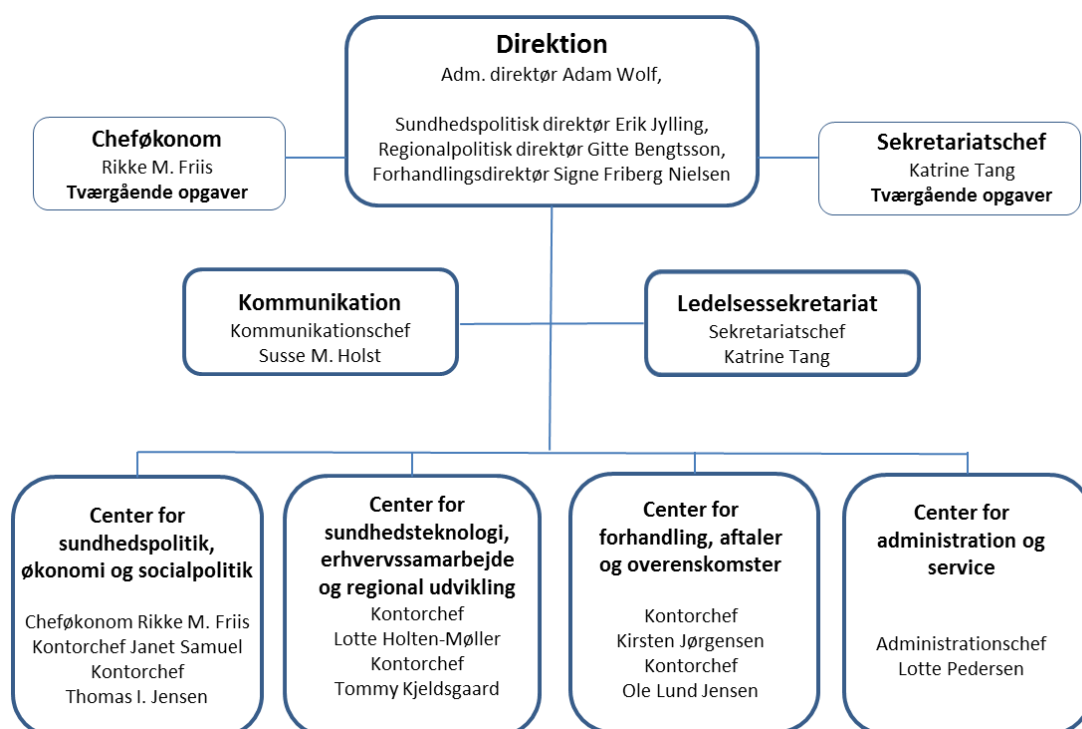 Direktion
Adm. direktør Adam Wolf,
Sundhedspolitisk direktør Erik Jylling,
Regionalpolitisk direktør Gitte Bengtsson,
Forhandlingsdirektør Signe Friberg Nielsen
Cheføkonom
Rikke M. Friis
Tværgående opgaver
Sekretariatschef
Katrine Tang
Tværgående opgaver
Kommunikation
Kommunikationschef
Susse M. Holst
Ledelsessekretariat
Sekretariatschef
Katrine Tang
Center for
sundhedspolitik,
økonomi og socialpolitik
Cheføkonom Rikke M. Friis
Kontorchef Janet Samuel
Kontorchef
Thomas I. Jensen
Center for
sundhedsteknologi,
erhvervssamarbejde
og regional udvikling
Kontorchef
Lotte Holten-Møller
Kontorchef
Tommy Kjeldsgaard
Center for
forhandling, aftaler
og overenskomster
Kontorchef
Kirsten Jørgensen
Kontorchef
Ole Lund Jensen
Center for
administration og
service
Administrationschef
Lotte Pedersen